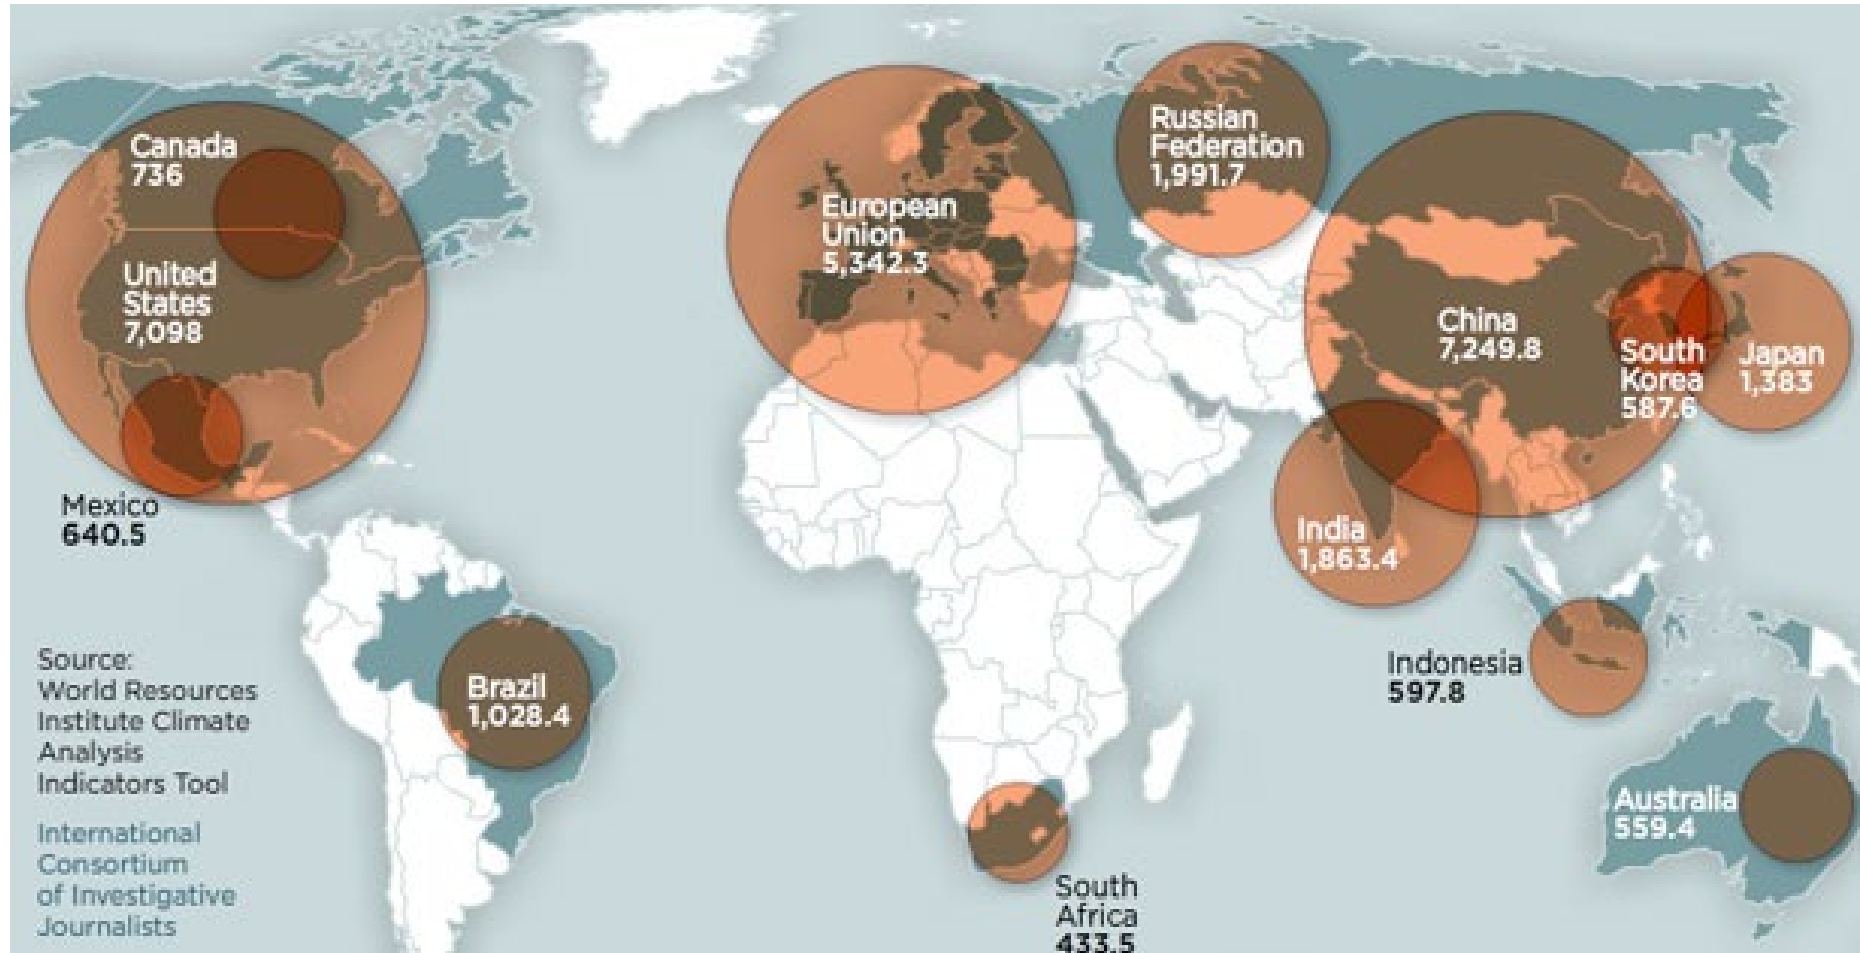 Canada
736
United
States
7,098
Mexico
640.5
European
Union
5,342.3
Russian
Federation
1,991.7
China
7,249.8
South
Korea
587.6
Japan
1,383
India
1,863.4
Indonesia
597.8
Brazil
1,028.4
Australia
559.4
South
Africa
433.5
Source:
World Resources
Institute Climate
Analysis
Indicators Tool
International
Consortium
of Investigative
Journalists